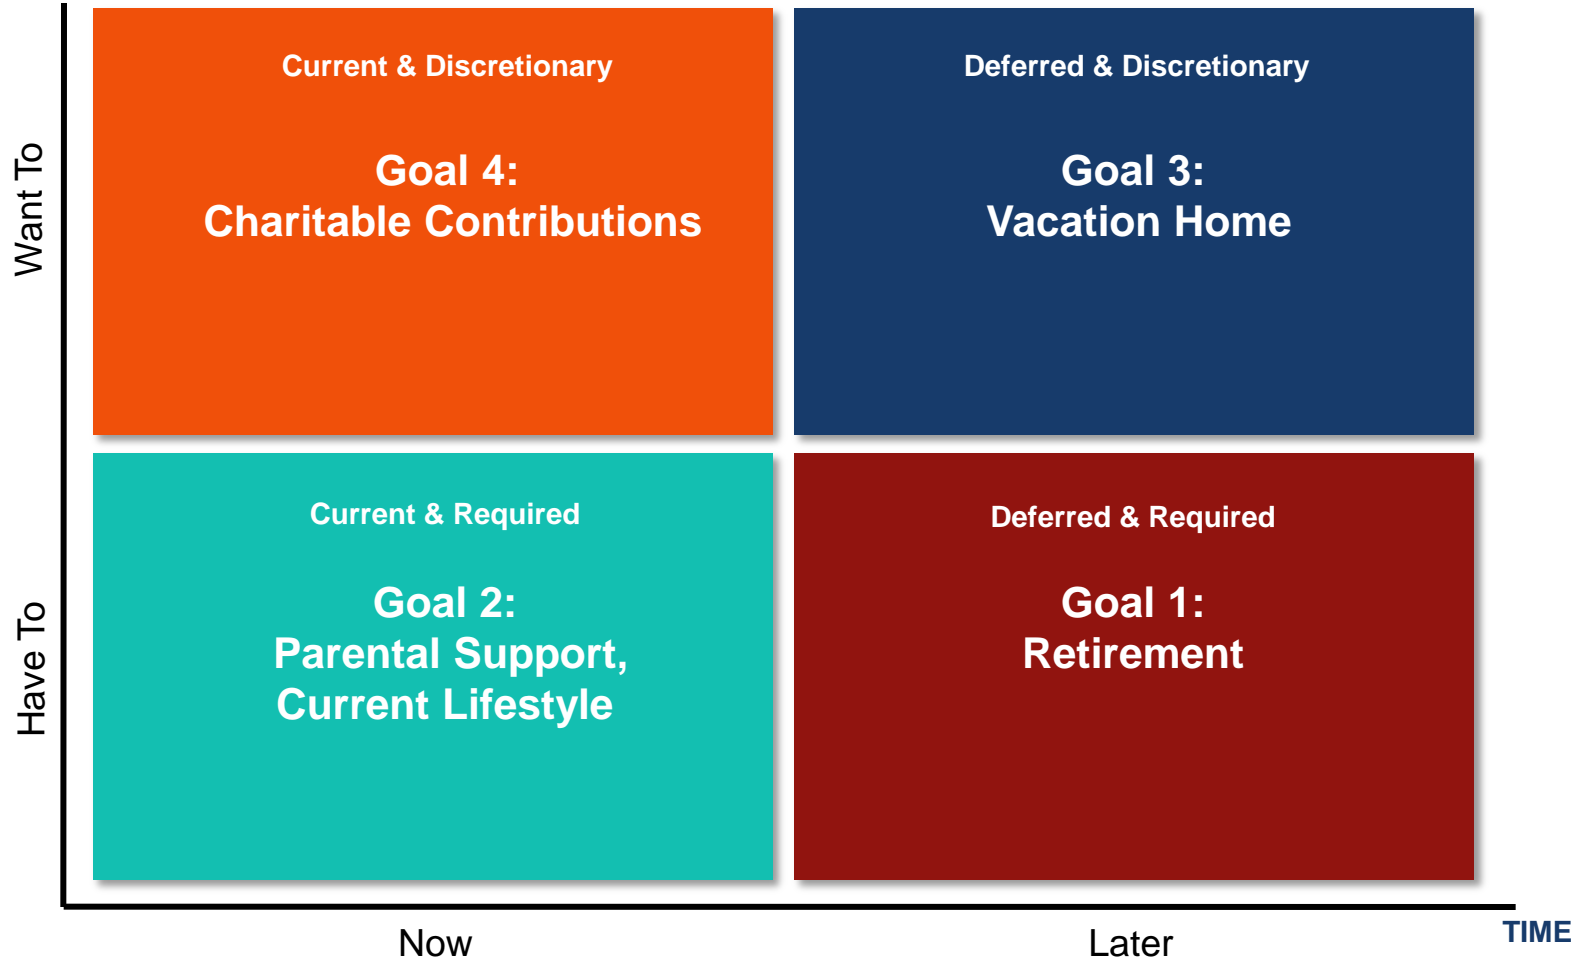 Want To
Current & Discretionary
Goal 4:
Charitable Contributions
Deferred & Discretionary
Goal 3:
Vacation Home
Have To
Current & Required
Goal 2:
Parental Support,
Current Lifestyle
Deferred & Required
Goal 1:
Retirement
Now
Later
TIME